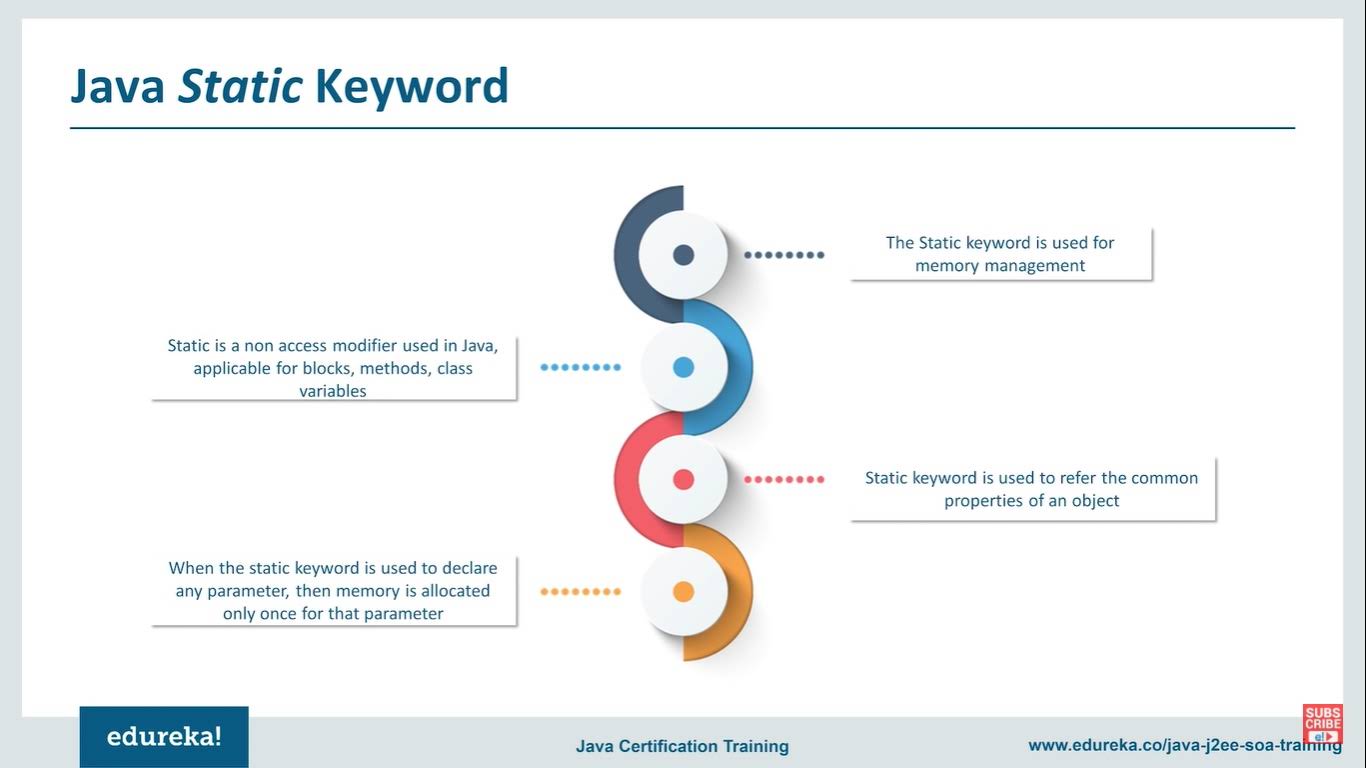 Java Static Keyword
The Static keyword is used for
memory management
Static is a non access modifier used in Java,
applicable for blocks, methods, class
variables
Static keyword is used to refer the common
properties of an object
When the static keyword is used to declare
any parameter, then memory is allocated
only once for that parameter
edureka!
Java Certification Training
www.edureka.co/java-j2ee-soa-training
SUBS
CRIBE
e!